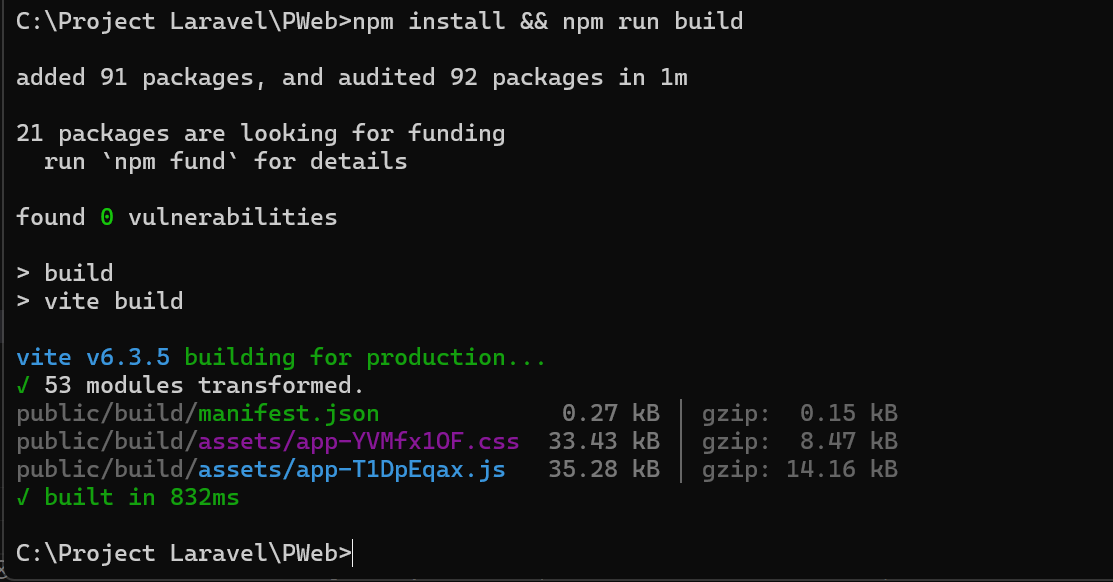 C:\Project Laravel\PWeb>npm install && npm run build
added 91 packages, and audited 92 packages in 1m
21 packages are looking for funding
  run `npm fund` for details
found 0 vulnerabilities
> build
> vite build
vite v6.3.5 building for production...
√ 53 modules transformed.
public/build/manifest.json             0.27 kB │ gzip:  0.15 kB
public/build/assets/app-YVMfx1OF.css  33.43 kB │ gzip:  8.47 kB
public/build/assets/app-T1DpEqax.js   35.28 kB │ gzip: 14.16 kB
√ built in 832ms
C:\Project Laravel\PWeb>